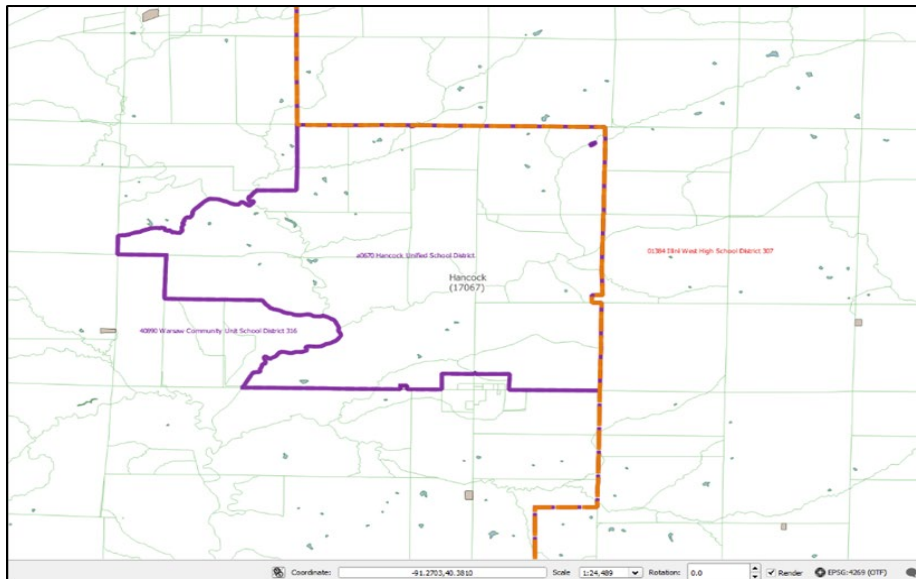 01384 Illini West High School District 307
a0670 Hancock Unified School District
Hancock
(17067)
40890 Warsaw Community Unit School District 316
Coordinate:
-91.2703,40.3810
Scale
1:24,489
Rotation:
0.0
Render
EPSG:4269 (OTF)